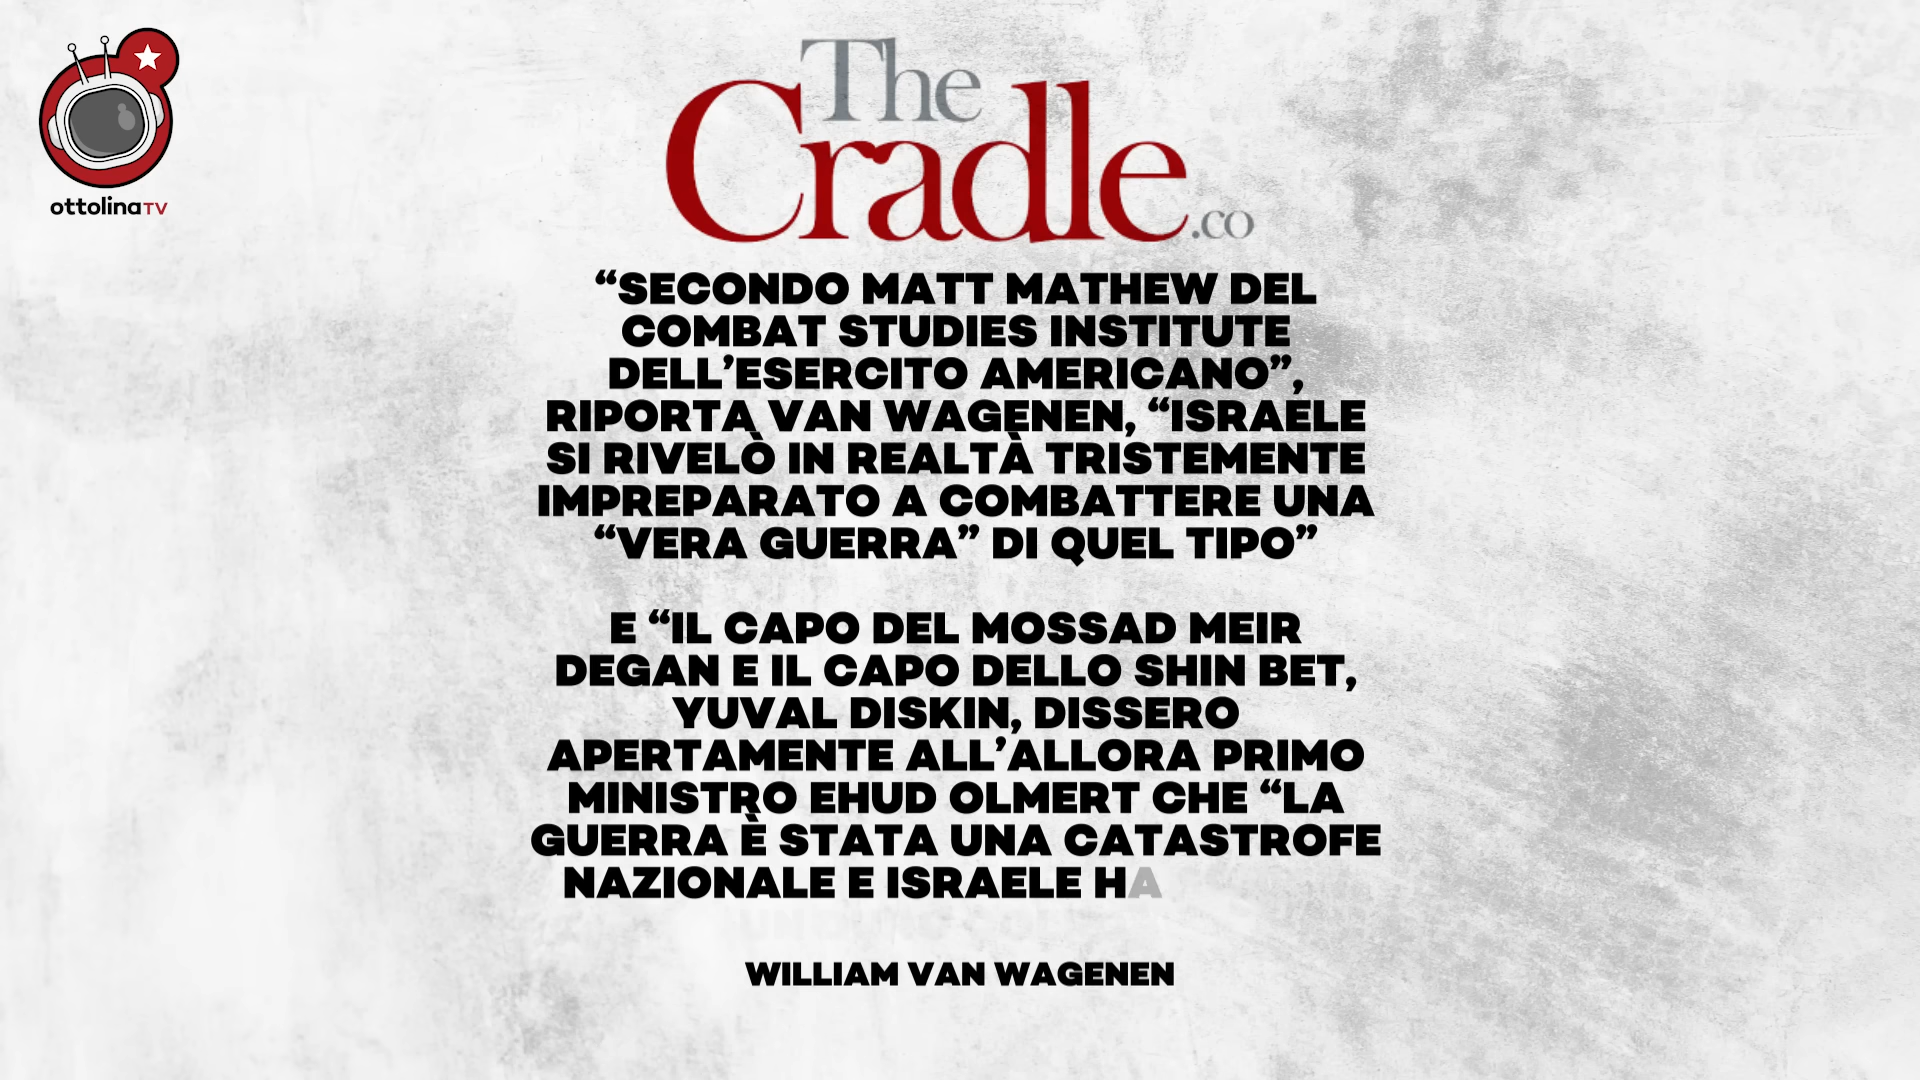 ottolinaTV
The
Cradle.co
“SECONDO MATT MATHEW DEL
COMBAT STUDIES INSTITUTE
DELL’ESERCITO AMERICANO”,
RIPORTA VAN WAGENEN, “ISRAELE
SI RIVELÒ IN REALTÀ TRISTEMENTE
IMPREPARATO A COMBATTERE UNA
“VERA GUERRA” DI QUEL TIPO”
E “IL CAPO DEL MOSSAD MEIR
DEGAN E IL CAPO DELLO SHIN BET,
YUVAL DISKIN, DISSERO
APERTAMENTE ALL’ALLORA PRIMO
MINISTRO EHUD OLMERT CHE “LA
GUERRA È STATA UNA CATASTROFE
NAZIONALE E ISRAELE HA
WILLIAM VAN WAGENEN